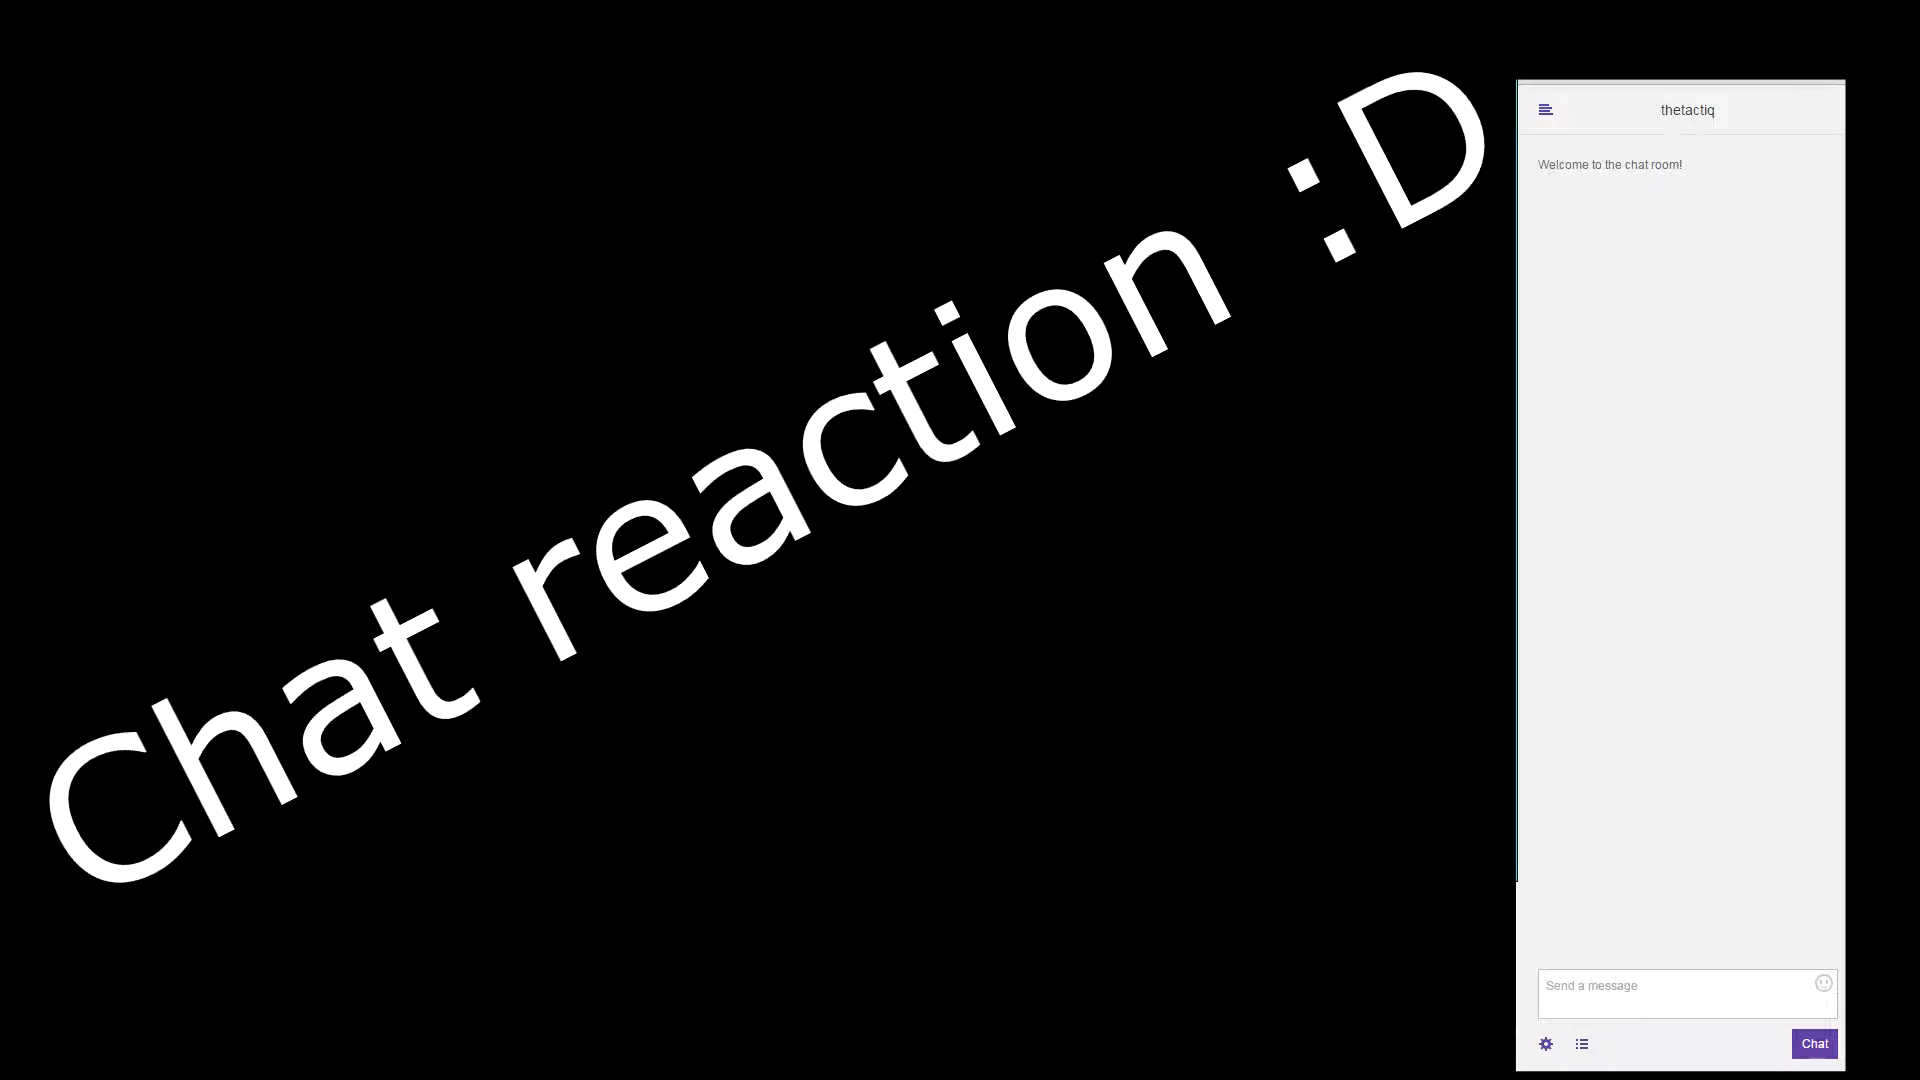 Chat reaction :D
thetactiq
Welcome to the chat room!
Send a message
Chat